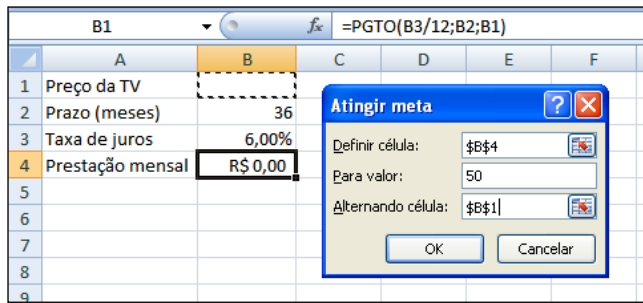 B1 fx =PGTO(B3/12;B2;B1)
A B C D E F
1 Preço da TV
2 Prazo (meses) 36
3 Taxa de juros 6,00%
4 Prestação mensal R$ 0,00
5
6
7
8
9
Atingir meta ?
Definir célula: $B$4
Para valor: 50
Alternando célula: $B$1
OK Cancelar